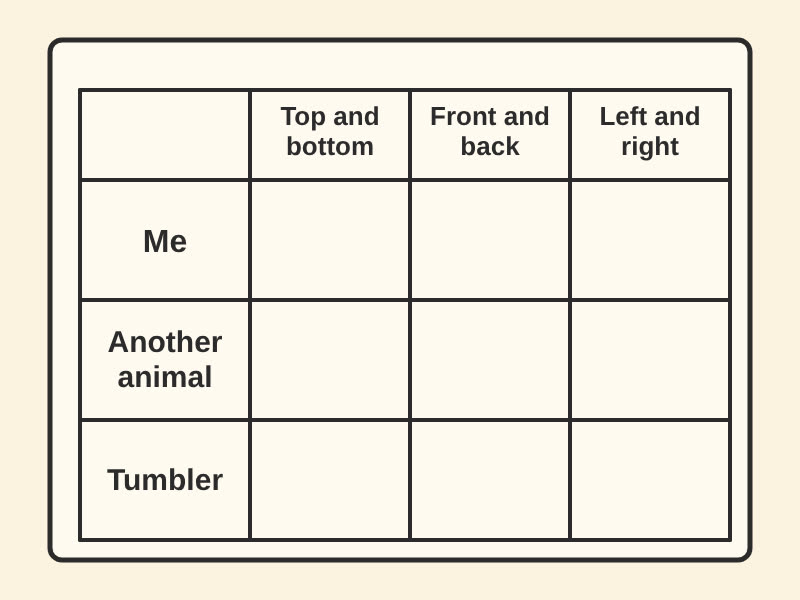 Top and
bottom
Front and
back
Left and
right
Me
Another
animal
Tumbler